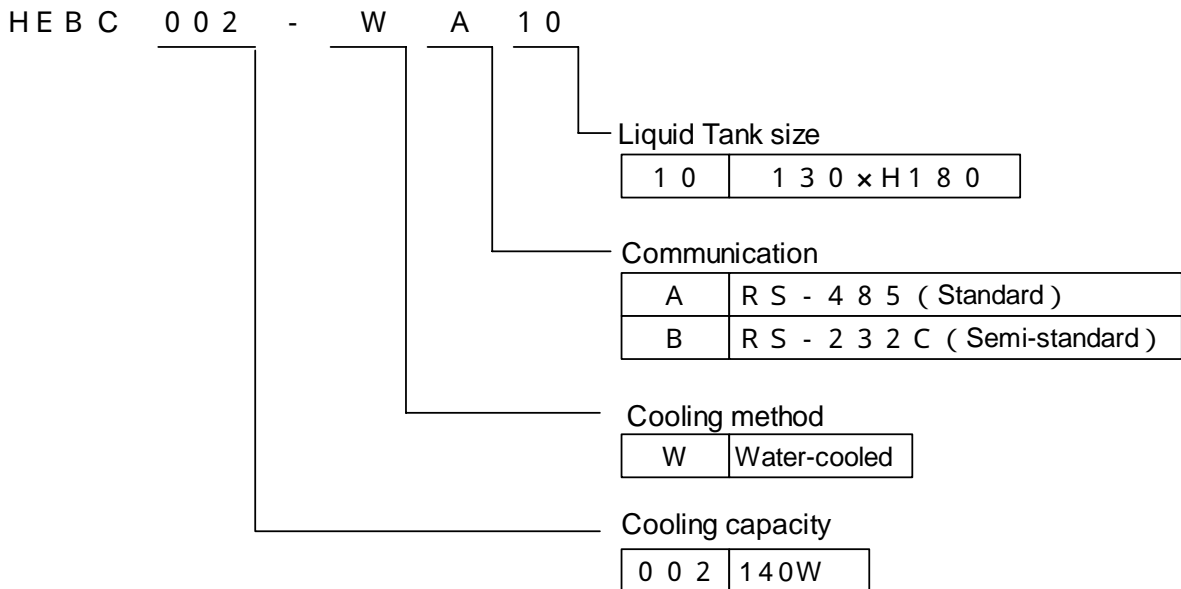 HEBC 002 - W A 10
Liquid Tank size
10 130×H180
Communication
A RS-485 (Standard)
B RS-232C (Semi-standard)
Cooling method
W Water-cooled
Cooling capacity
002 140W